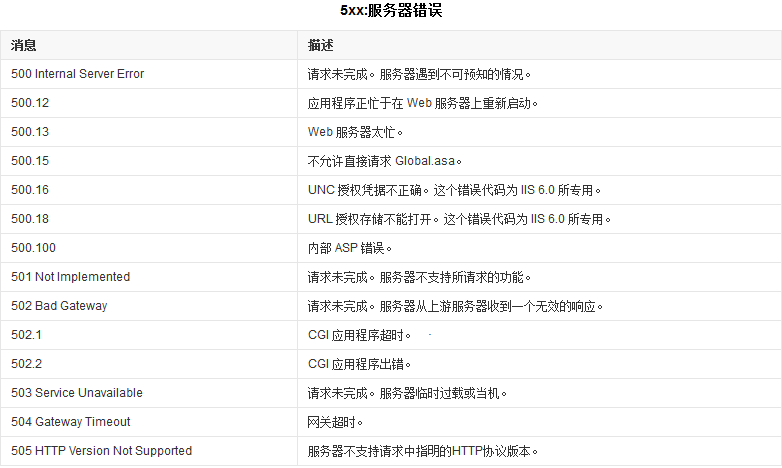 5xx:服务器错误
消息 描述
500 Internal Server Error 请求未完成。服务器遇到不可预知的情况。
500.12 应用程序正忙于在 Web 服务器上重新启动。
500.13 Web 服务器太忙。
500.15 不允许直接请求 Global.asa。
500.16 UNC 授权凭据不正确。这个错误代码为 IIS 6.0 所专用。
500.18 URL 授权存储不能打开。这个错误代码为 IIS 6.0 所专用。
500.100 内部 ASP 错误。
501 Not Implemented 请求未完成。服务器不支持所请求的功能。
502 Bad Gateway 请求未完成。服务器从上游服务器收到一个无效的响应。
502.1 CGI 应用程序超时。
502.2 CGI 应用程序出错。
503 Service Unavailable 请求未完成。服务器临时过载或当机。
504 Gateway Timeout 网关超时。
505 HTTP Version Not Supported 服务器不支持请求中指明的HTTP协议版本。